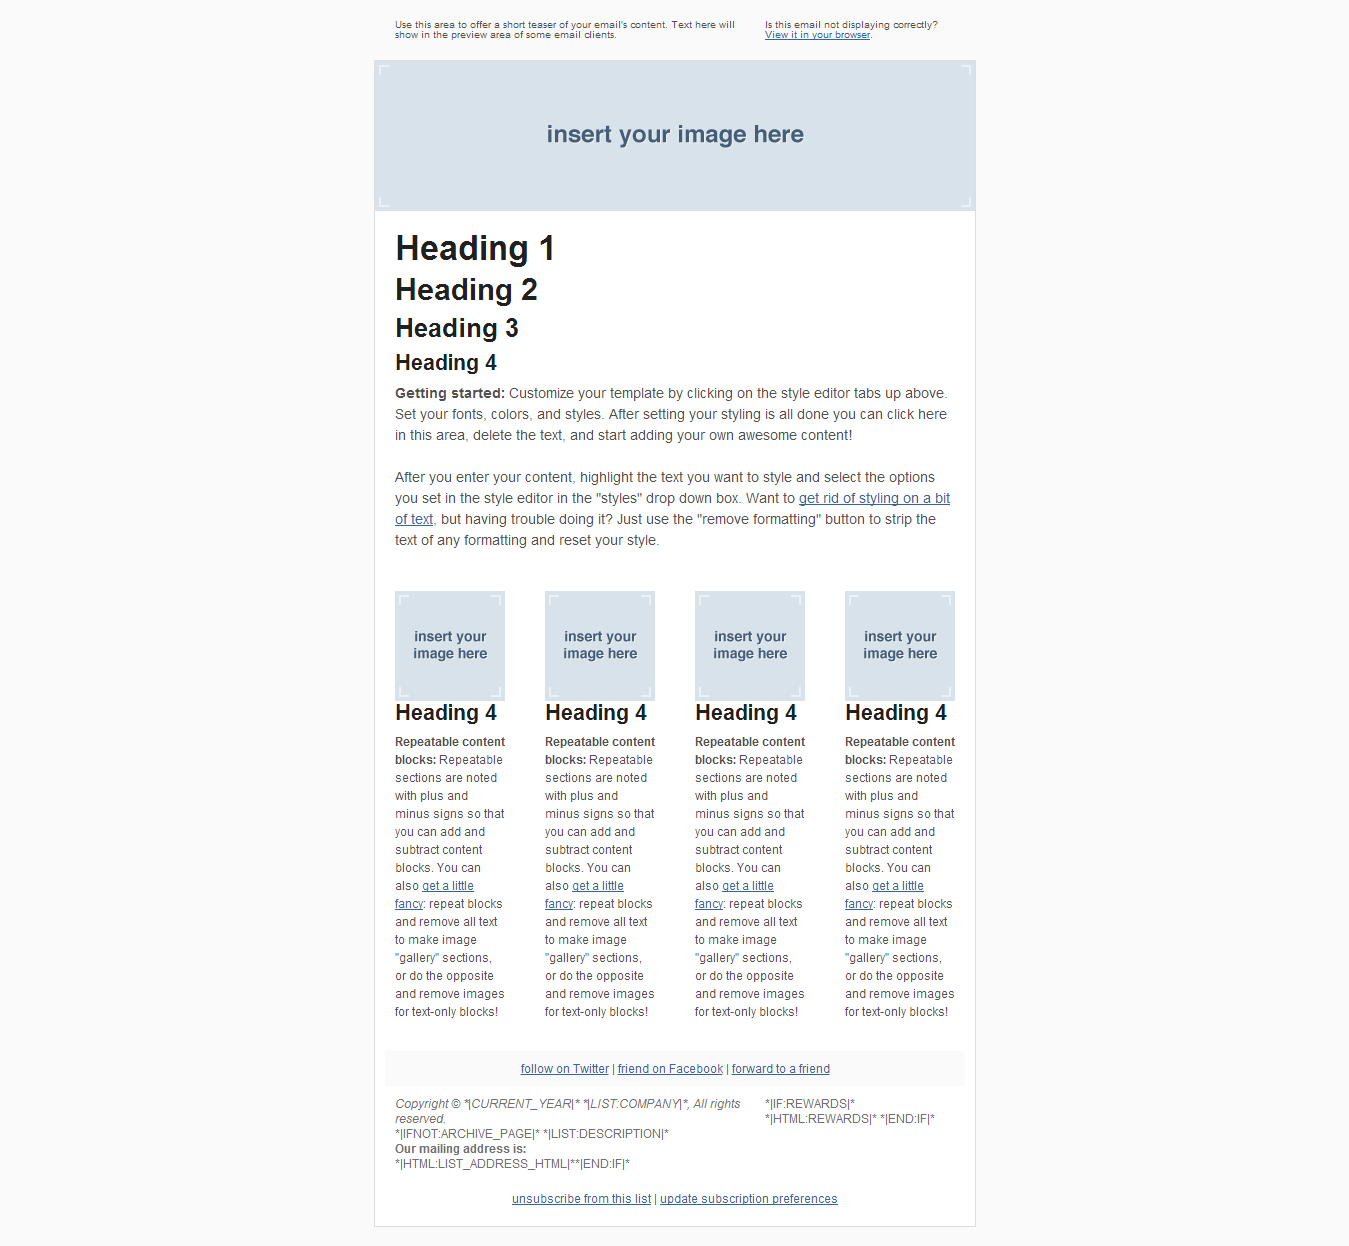 Use this area to offer a short teaser of your email's content. Text here will
show in the preview area of some email clients.
Is this email not displaying correctly?
View it in your browser.
insert your image here
Heading 1
Heading 2
Heading 3
Heading 4
Getting started: Customize your template by clicking on the style editor tabs up above.
Set your fonts, colors, and styles. After setting your styling is all done you can click here
in this area, delete the text, and start adding your own awesome content!
After you enter your content, highlight the text you want to style and select the options
you set in the style editor in the "styles" drop down box. Want to get rid of styling on a bit
of text, but having trouble doing it? Just use the "remove formatting" button to strip the
text of any formatting and reset your style.
insert your
image here
Heading 4
Repeatable content
blocks: Repeatable
sections are noted
with plus and
minus signs so that
you can add and
subtract content
blocks. You can
also get a little
fancy: repeat blocks
and remove all text
to make image
"gallery" sections,
or do the opposite
and remove images
for text-only blocks!
insert your
image here
Heading 4
Repeatable content
blocks: Repeatable
sections are noted
with plus and
minus signs so that
you can add and
subtract content
blocks. You can
also get a little
fancy: repeat blocks
and remove all text
to make image
"gallery" sections,
or do the opposite
and remove images
for text-only blocks!
insert your
image here
Heading 4
Repeatable content
blocks: Repeatable
sections are noted
with plus and
minus signs so that
you can add and
subtract content
blocks. You can
also get a little
fancy: repeat blocks
and remove all text
to make image
"gallery" sections,
or do the opposite
and remove images
for text-only blocks!
insert your
image here
Heading 4
Repeatable content
blocks: Repeatable
sections are noted
with plus and
minus signs so that
you can add and
subtract content
blocks. You can
also get a little
fancy: repeat blocks
and remove all text
to make image
"gallery" sections,
or do the opposite
and remove images
for text-only blocks!
follow on Twitter | friend on Facebook | forward to a friend
Copyright © *|CURRENT_YEAR|* *|LIST:COMPANY|*, All rights
reserved.
*|IFNOT:ARCHIVE_PAGE|* *|LIST:DESCRIPTION|*
Our mailing address is:
*|HTML:LIST_ADDRESS_HTML|**|END:IF|*
*|IF:REWARDS|*
*|HTML:REWARDS|* *|END:IF|*
unsubscribe from this list | update subscription preferences